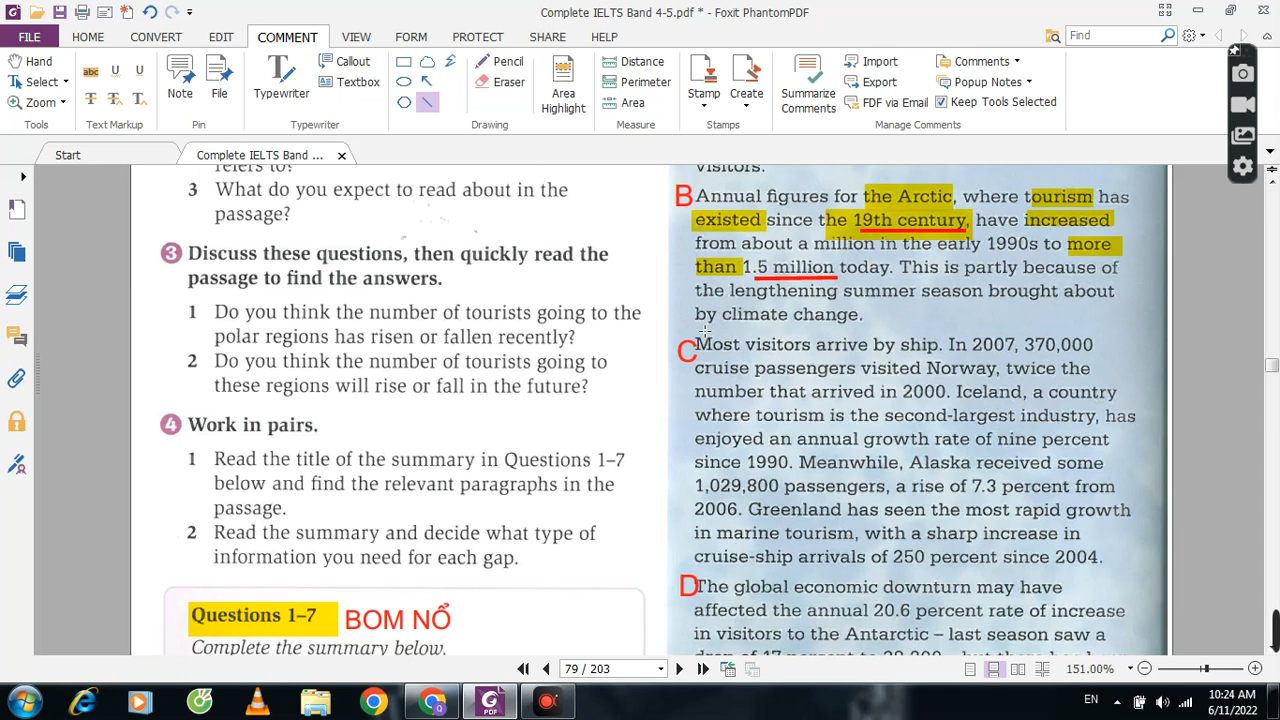 Complete IELTS Band 4-5.pdf * - Foxit PhantomPDF
FILE HOME CONVERT EDIT COMMENT VIEW FORM PROTECT SHARE HELP Find
Hand
Select
Zoom
Tools
abc U U
T T T
Text Markup
Note File
Pin
Typewriter
Callout
Textbox
Typewriter
Pencil
Eraser
Area
Highlight
Drawing
Distance
Perimeter
Area
Measure
Stamp Create
Stamps
Summarize
Comments
Import
Export
FDF via Email
Comments
Popup Notes
Keep Tools Selected
Manage Comments
Start Complete IELTS Band ... x
refers to?
3 What do you expect to read about in the
passage?
3 Discuss these questions, then quickly read the
passage to find the answers.
1 Do you think the number of tourists going to the
polar regions has risen or fallen recently?
2 Do you think the number of tourists going to
these regions will rise or fall in the future?
4 Work in pairs.
1 Read the title of the summary in Questions 1–7
below and find the relevant paragraphs in the
passage.
2 Read the summary and decide what type of
information you need for each gap.
Questions 1–7 BOM NỔ
Complete the summary below.
visitors.
B Annual figures for the Arctic, where tourism has
existed since the 19th century, have increased
from about a million in the early 1990s to more
than 1.5 million today. This is partly because of
the lengthening summer season brought about
by climate change.
C Most visitors arrive by ship. In 2007, 370,000
cruise passengers visited Norway, twice the
number that arrived in 2000. Iceland, a country
where tourism is the second-largest industry, has
enjoyed an annual growth rate of nine percent
since 1990. Meanwhile, Alaska received some
1,029,800 passengers, a rise of 7.3 percent from
2006. Greenland has seen the most rapid growth
in marine tourism, with a sharp increase in
cruise-ship arrivals of 250 percent since 2004.
D The global economic downturn may have
affected the annual 20.6 percent rate of increase
in visitors to the Antarctic – last season saw a
79 / 203
151.00%
EN
10:24 AM
6/11/2022